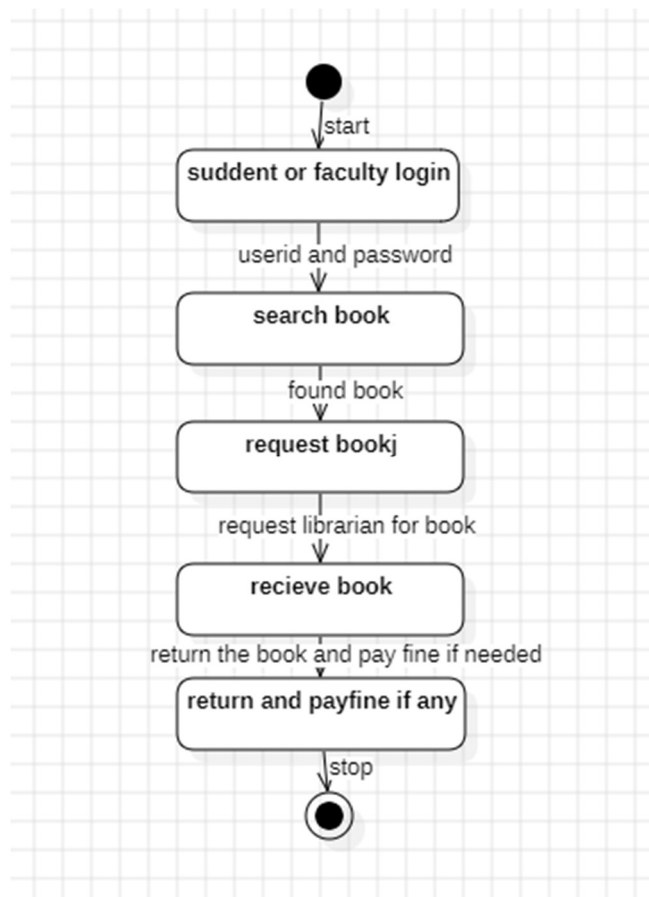 start
suddent or faculty login
userid and password
search book
found book
request bookj
request librarian for book
recieve book
return the book and pay fine if needed
return and payfine if any
stop